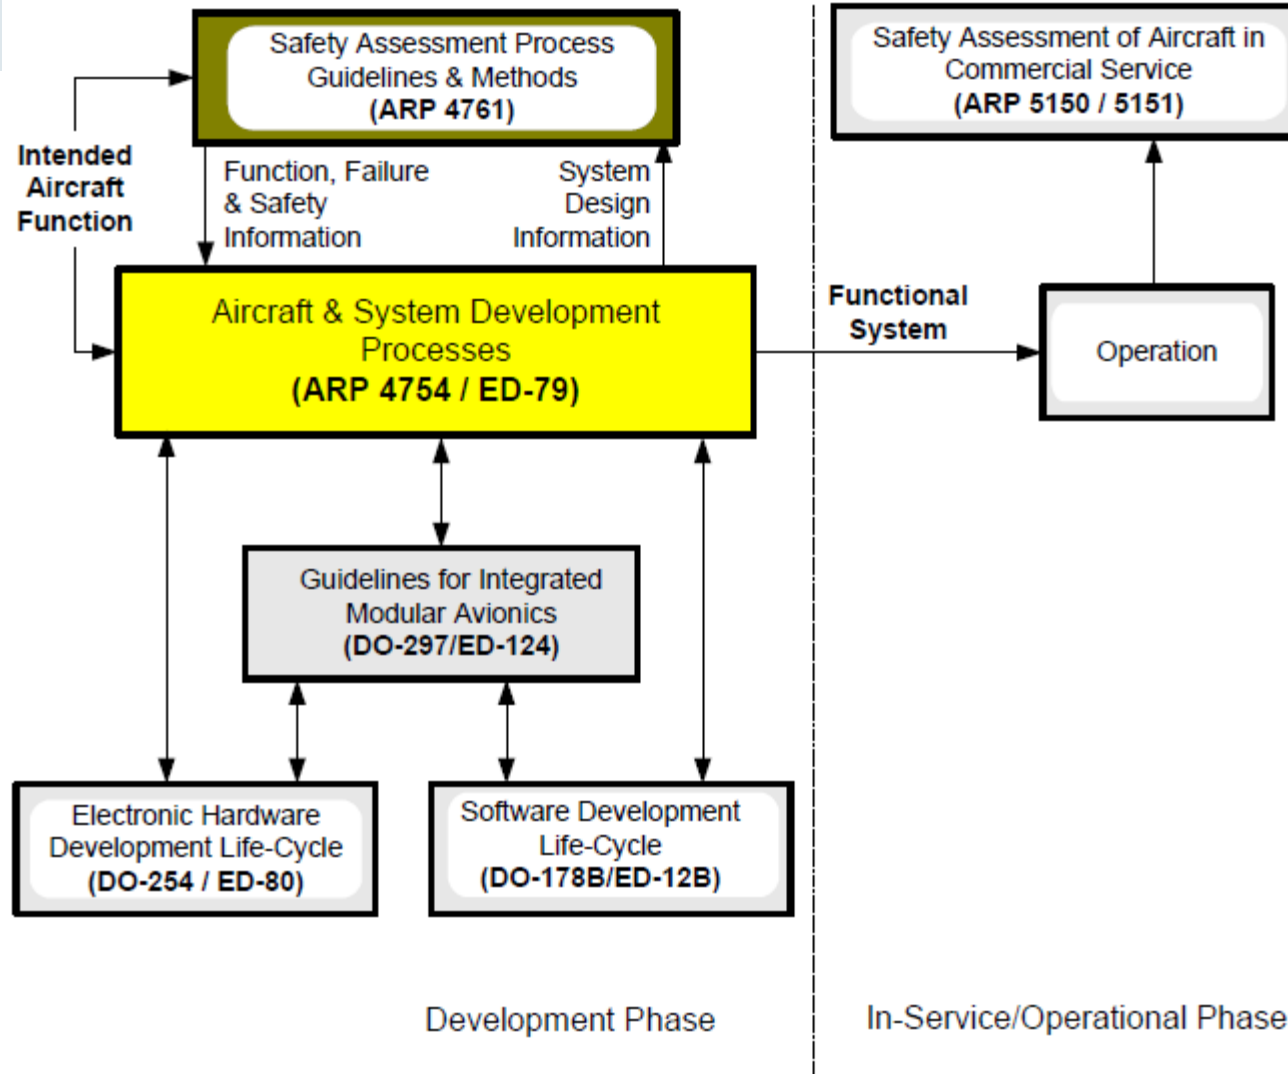 Safety Assessment Process
Guidelines & Methods
(ARP 4761)
Safety Assessment of Aircraft in
Commercial Service
(ARP 5150 / 5151)
Intended
Aircraft
Function
Function, Failure
& Safety
Information
System
Design
Information
Aircraft & System Development
Processes
(ARP 4754 / ED-79)
Functional
System
Operation
Guidelines for Integrated
Modular Avionics
(DO-297/ED-124)
Electronic Hardware
Development Life-Cycle
(DO-254 / ED-80)
Software Development
Life-Cycle
(DO-178B/ED-12B)
Development Phase
In-Service/Operational Phase